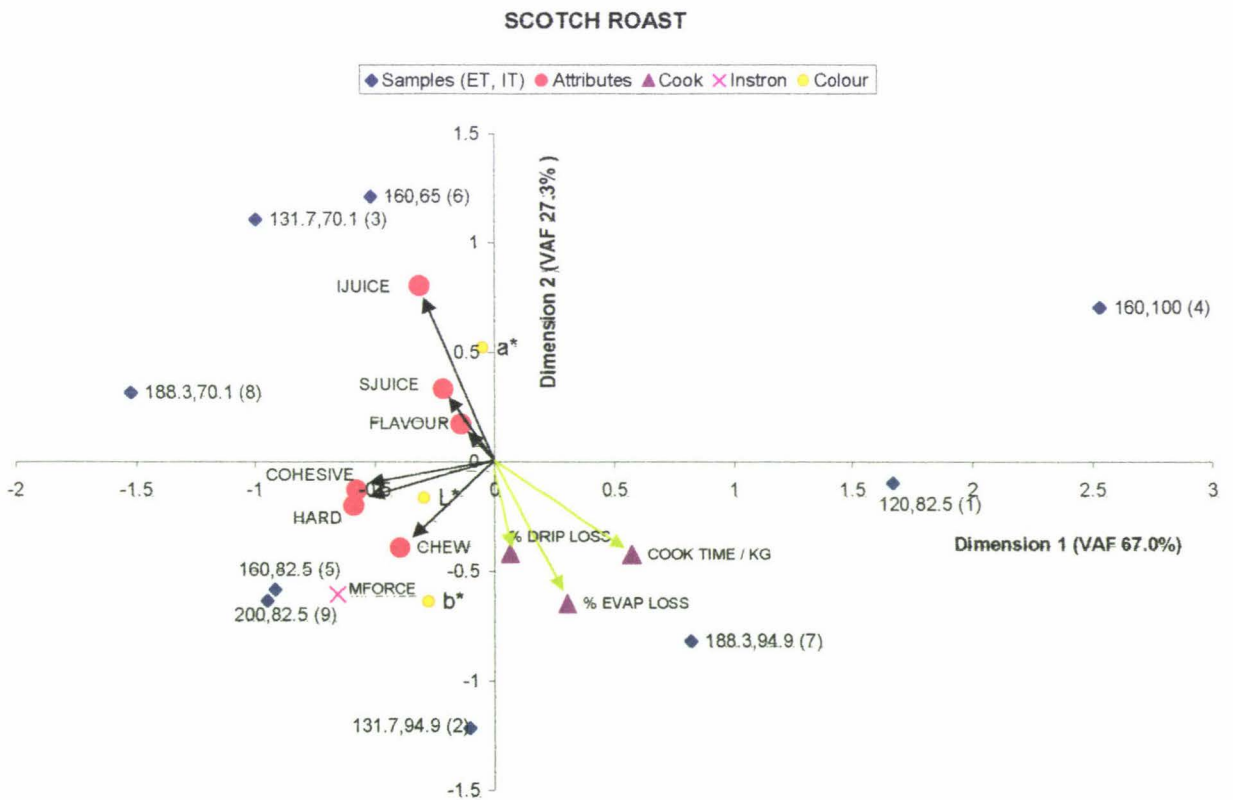 SCOTCH ROAST
Samples (ET, IT) Attributes Cook Instron Colour
1.5
160,65 (6)
131.7,70.1 (3)
Dimension 2 (VAF 27.3% )
1
IJUICE
160,100 (4)
0.5
a*
SJUICE
188.3,70.1 (8)
FLAVOUR
0
COHESIVE
-2 -1.5 -1 -0.5 0 0.5 1 1.5 2 2.5 3
L*
HARD
120,82.5 (1)
% DRIP LOSS
CHEW
COOK TIME / KG
Dimension 1 (VAF 67.0%)
-0.5
160,82.5 (5)
MFORCE
b*
% EVAP LOSS
200,82.5 (9)
188.3,94.9 (7)
-1
131.7,94.9 (2)
-1.5